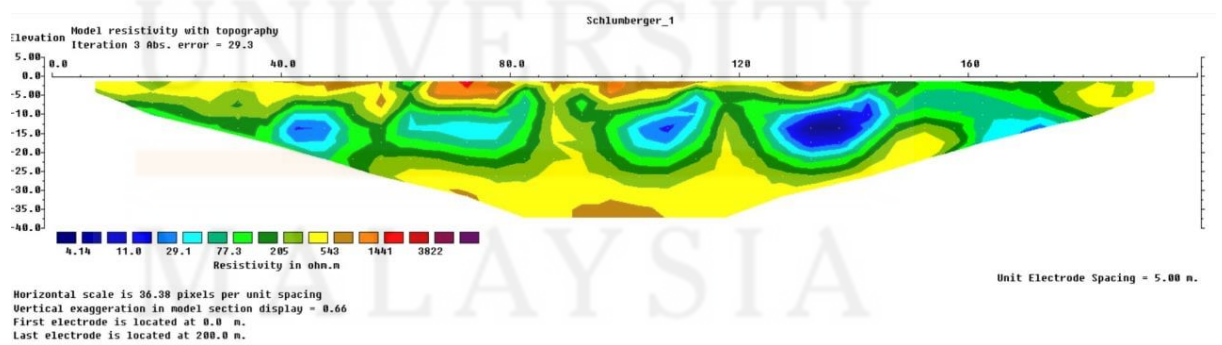 UNIVERSITI
Schlumberger_1
Model resistivity with topography
Elevation
Iteration 3 Abs. error = 29.3
5.00 0.0 40.0 80.0 120 160
0.0
-5.00
-10.0
-15.0
-20.0
-25.0
-30.0
-35.0
-40.0
4.14 11.0 29.1 77.3 205 543 1441 3822
Resistivity in ohm.m
MALAYSIA
Unit Electrode Spacing = 5.00 m.
Horizontal scale is 36.38 pixels per unit spacing
Vertical exaggeration in model section display = 0.66
First electrode is located at 0.0 m.
Last electrode is located at 200.0 m.